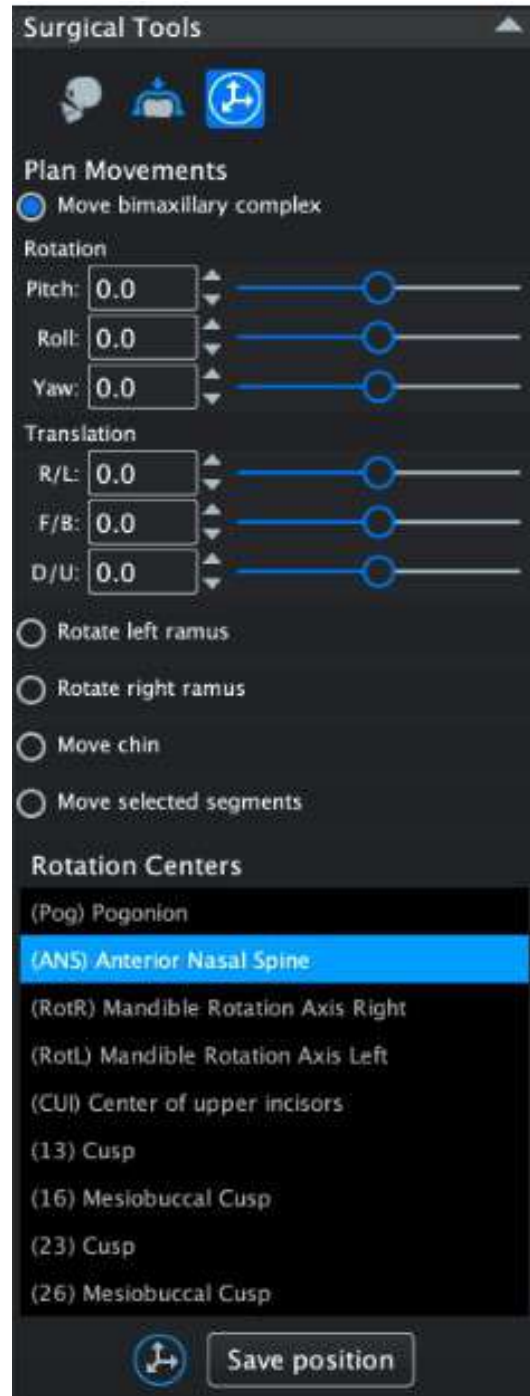 Surgical Tools
Plan Movements
Move bimaxillary complex
Rotation
Pitch: 0.0
Roll: 0.0
Yaw: 0.0
Translation
R/L: 0.0
F/B: 0.0
D/U: 0.0
Rotate left ramus
Rotate right ramus
Move chin
Move selected segments
Rotation Centers
(Pog) Pogonion
(ANS) Anterior Nasal Spine
(RotR) Mandible Rotation Axis Right
(RotL) Mandible Rotation Axis Left
(CUI) Center of upper incisors
(13) Cusp
(16) Mesiobuccal Cusp
(23) Cusp
(26) Mesiobuccal Cusp
Save position